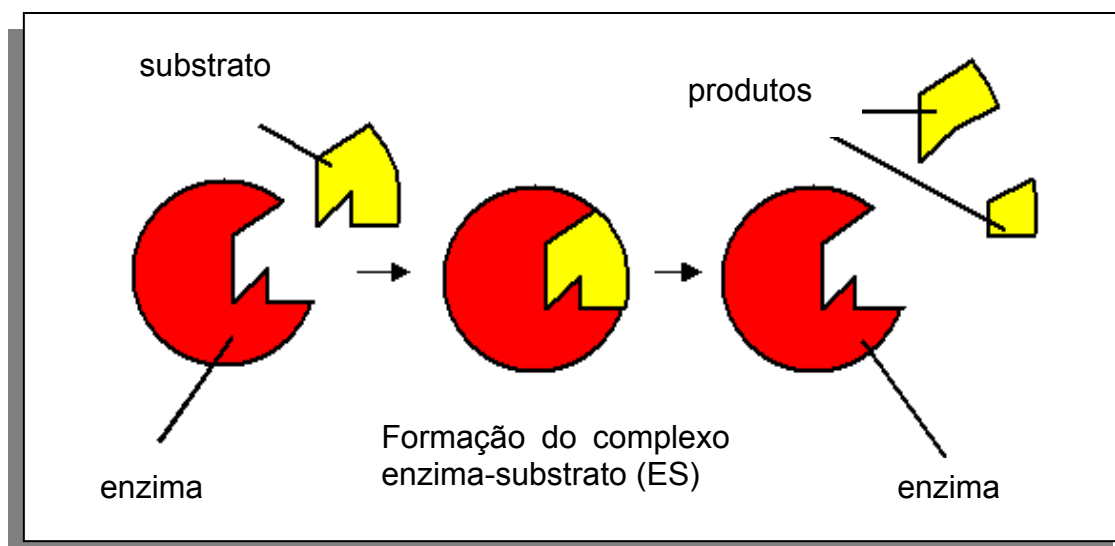 substrato
produtos
Formação do complexo
enzima-substrato (ES)
enzima
enzima